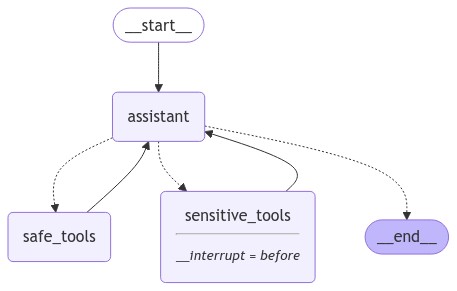 __start__
assistant
sensitive_tools
safe_tools
__end__
__interrupt = before